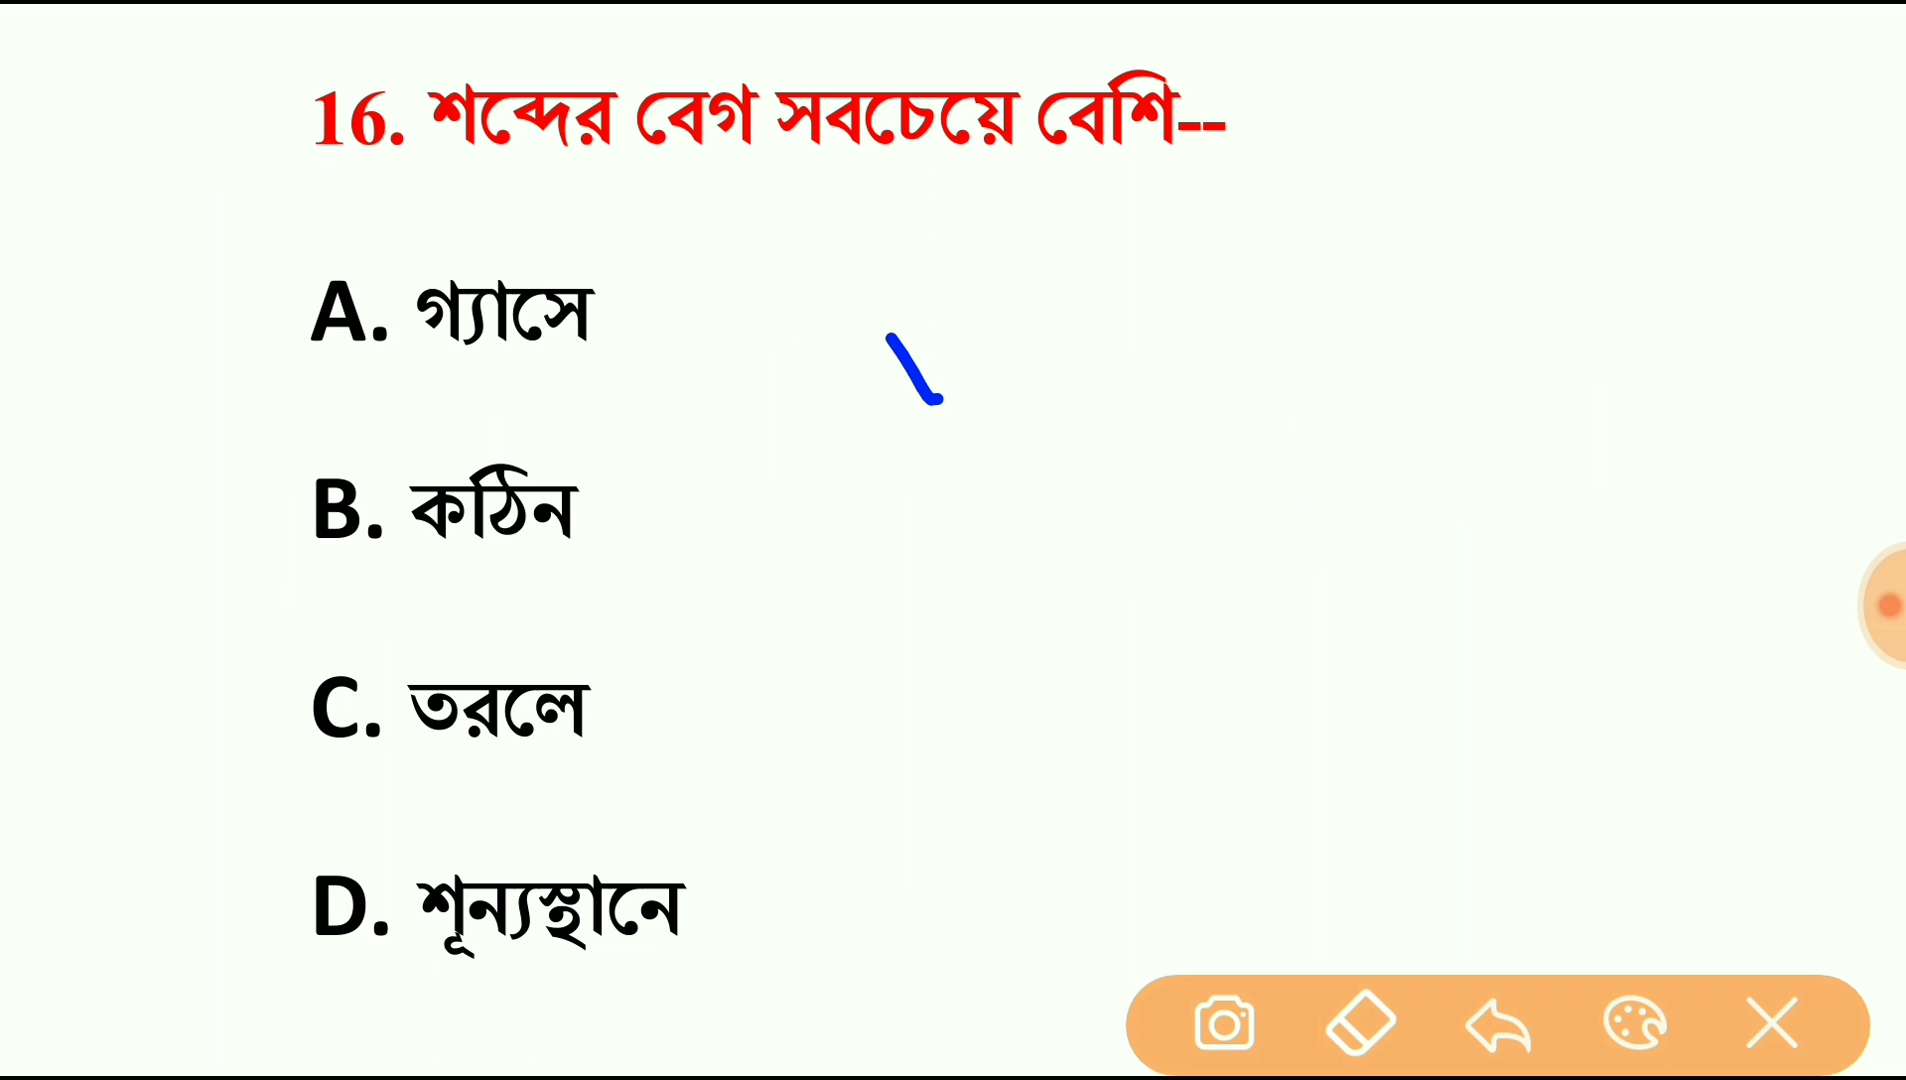 16. শব্দের বেগ সবচেয়ে বেশি--
A. গ্যাসে
B. কঠিন
C. তরলে
D. শূন্যস্থানে